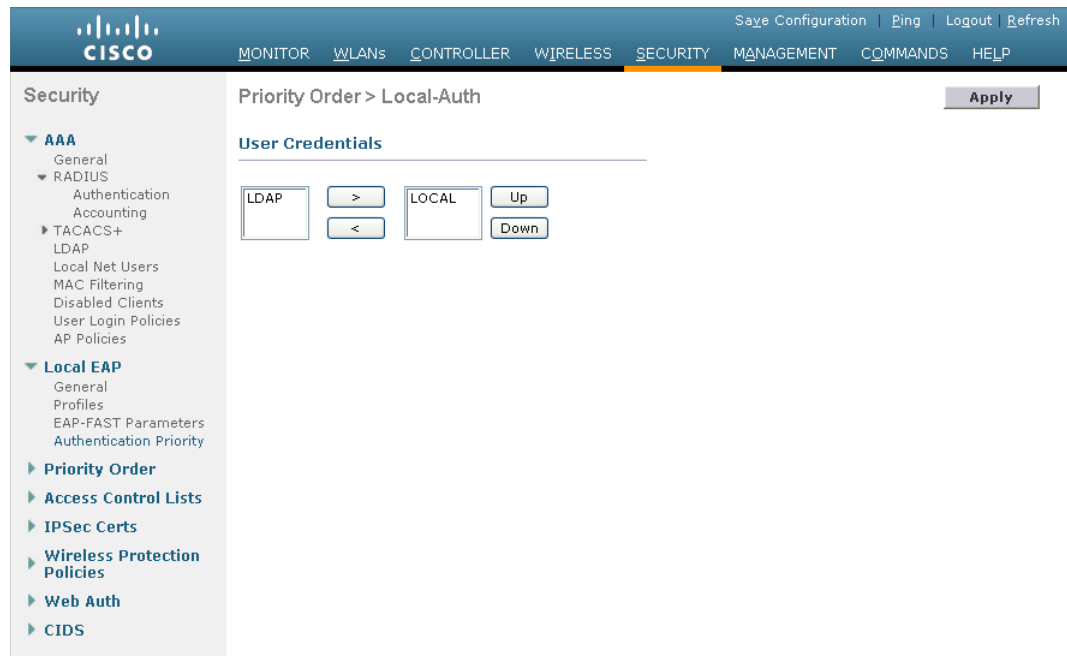 Save Configuration | Ping | Logout | Refresh
CISCO
MONITOR WLANs CONTROLLER WIRELESS SECURITY MANAGEMENT COMMANDS HELP
Security
AAA
General
RADIUS
Authentication
Accounting
TACACS+
LDAP
Local Net Users
MAC Filtering
Disabled Clients
User Login Policies
AP Policies
Local EAP
General
Profiles
EAP-FAST Parameters
Authentication Priority
Priority Order
Access Control Lists
IPSec Certs
Wireless Protection
Policies
Web Auth
CIDS
Priority Order > Local-Auth
Apply
User Credentials
LDAP > LOCAL Up
< Down